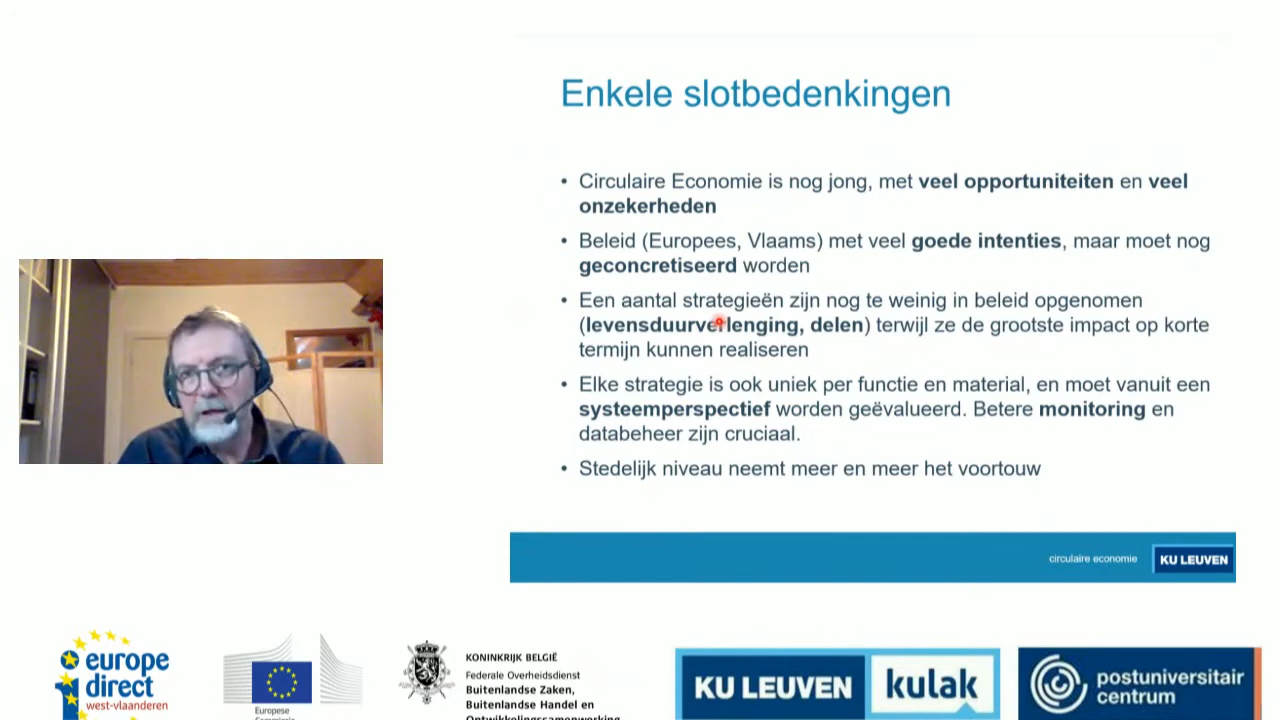 Enkele slotbedenkingen
• Circulaire Economie is nog jong, met veel opportuniteiten en veel
onzekerheden
• Beleid (Europees, Vlaams) met veel goede intenties, maar moet nog
geconcretiseerd worden
• Een aantal strategieën zijn nog te weinig in beleid opgenomen
(levensduurverlenging, delen) terwijl ze de grootste impact op korte
termijn kunnen realiseren
• Elke strategie is ook uniek per functie en material, en moet vanuit een
systeemperspectief worden geëvalueerd. Betere monitoring en
databeheer zijn cruciaal.
• Stedelijk niveau neemt meer en meer het voortouw
circulaire economie
KU LEUVEN
europe
direct
west-vlaanderen
Europese
Commissie
KONINKRIJK BELGIË
Federale Overheidsdienst
Buitenlandse Zaken,
Buitenlandse Handel en
Ontwikkelingssamenwerking
KU LEUVEN
kulak
postuniversitair
centrum